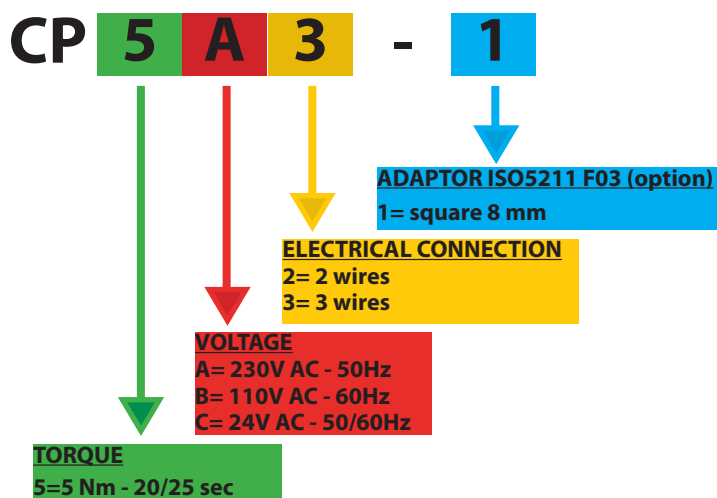 CP 5 A 3 - 1
ADAPTOR ISO5211 F03 (option)
1= square 8 mm
ELECTRICAL CONNECTION
2= 2 wires
3= 3 wires
VOLTAGE
A= 230V AC - 50Hz
B= 110V AC - 60Hz
C= 24V AC - 50/60Hz
TORQUE
5=5 Nm - 20/25 sec